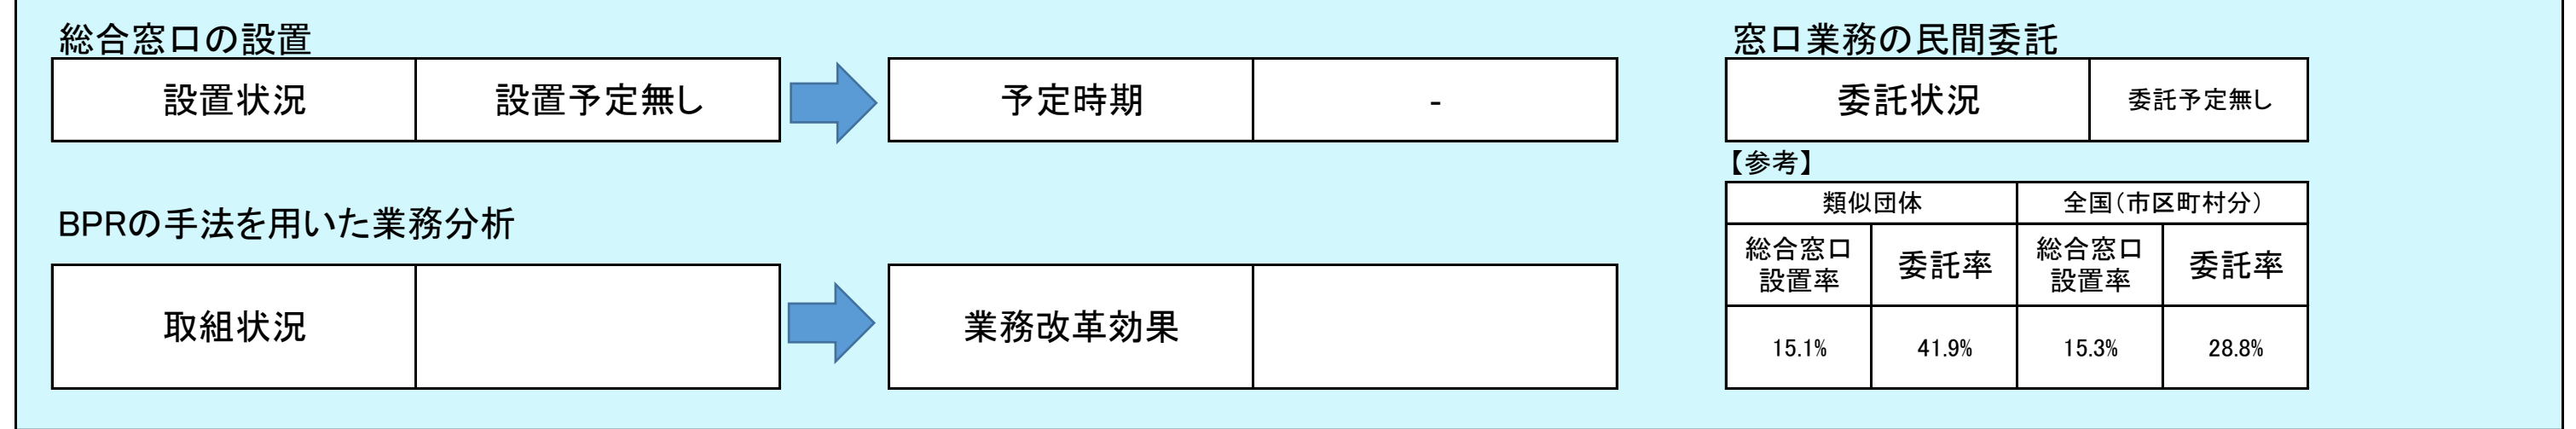 総合窓口の設置
設置状況 設置予定無し 予定時期 -
BPRの手法を用いた業務分析
取組状況 業務改革効果
窓口業務の民間委託
委託状況 委託予定無し
【参考】
類似団体 全国(市区町村分)
総合窓口設置率 委託率 総合窓口設置率 委託率
15.1% 41.9% 15.3% 28.8%